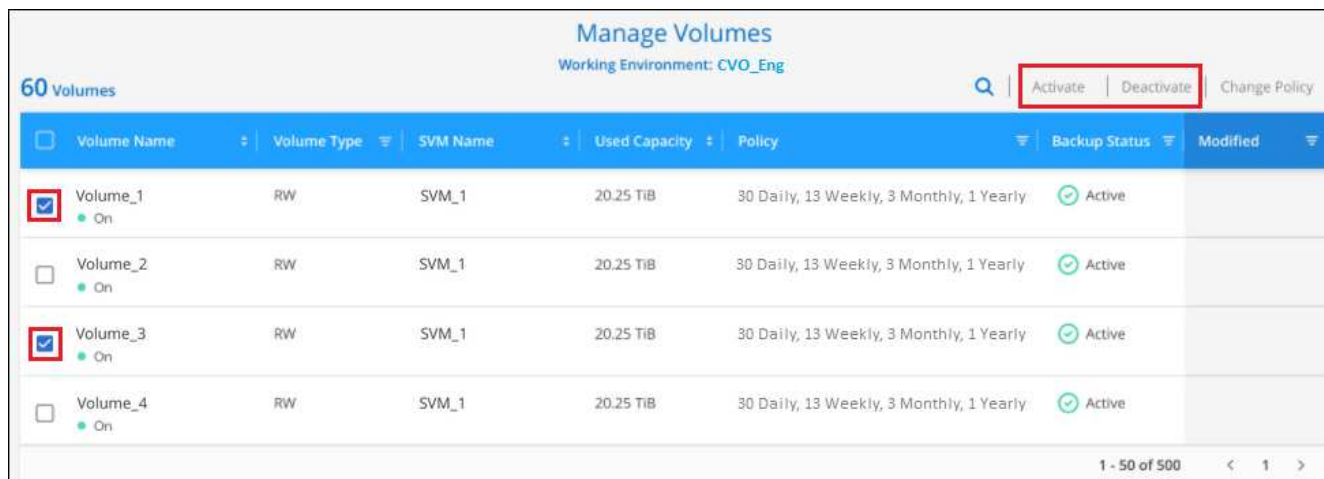 Manage Volumes
Working Environment: CVO_Eng
60 Volumes
Activate | Deactivate | Change Policy
Volume Name Volume Type SVM Name Used Capacity Policy Backup Status Modified
Volume_1 RW SVM_1 20.25 TiB 30 Daily, 13 Weekly, 3 Monthly, 1 Yearly Active
On
Volume_2 RW SVM_1 20.25 TiB 30 Daily, 13 Weekly, 3 Monthly, 1 Yearly Active
On
Volume_3 RW SVM_1 20.25 TiB 30 Daily, 13 Weekly, 3 Monthly, 1 Yearly Active
On
Volume_4 RW SVM_1 20.25 TiB 30 Daily, 13 Weekly, 3 Monthly, 1 Yearly Active
On
1 - 50 of 500 < 1 >